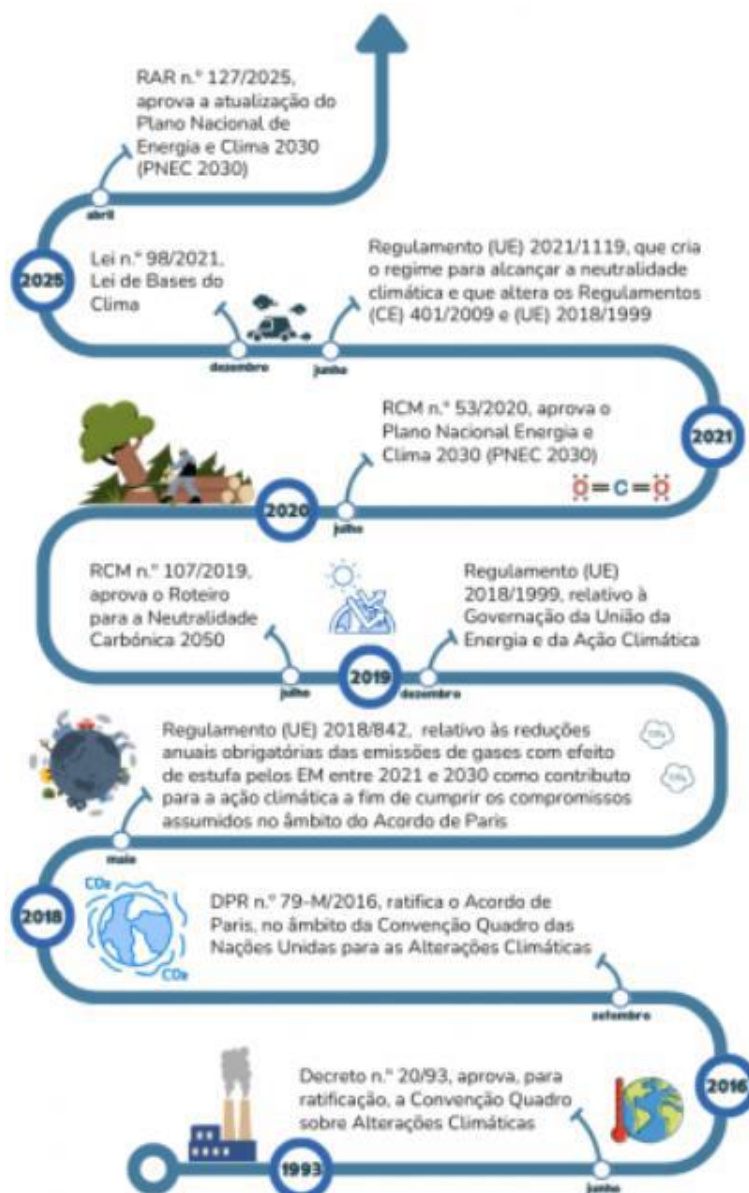 RAR n.º 127/2025,
aprova a atualização do
Plano Nacional de
Energia e Clima 2030
(PNEC 2030)
abril
2025
Lei n.º 98/2021,
Lei de Bases do
Clima
dezembro
Regulamento (UE) 2021/1119, que cria
o regime para alcançar a neutralidade
climática e que altera os Regulamentos
(CE) 401/2009 e (UE) 2018/1999
junho
2021
RCM n.º 53/2020, aprova o
Plano Nacional Energia e
Clima 2030 (PNEC 2030)
O=C=O
2020
julho
RCM n.º 107/2019,
aprova o Roteiro
para a Neutralidade
Carbónica 2050
julho
2019
Regulamento (UE)
2018/1999, relativo à
Governação da União da
Energia e da Ação Climática
dezembro
Regulamento (UE) 2018/842, relativo às reduções
anuais obrigatórias das emissões de gases com efeito
de estufa pelos EM entre 2021 e 2030 como contributo
para a ação climática a fim de cumprir os compromissos
assumidos no âmbito do Acordo de Paris
maio
2018
CO₂
CO₂
DPR n.º 79-M/2016, ratifica o Acordo de
Paris, no âmbito da Convenção Quadro das
Nações Unidas para as Alterações Climáticas
setembro
2016
Decreto n.º 20/93, aprova, para
ratificação, a Convenção Quadro
sobre Alterações Climáticas
1993
junho